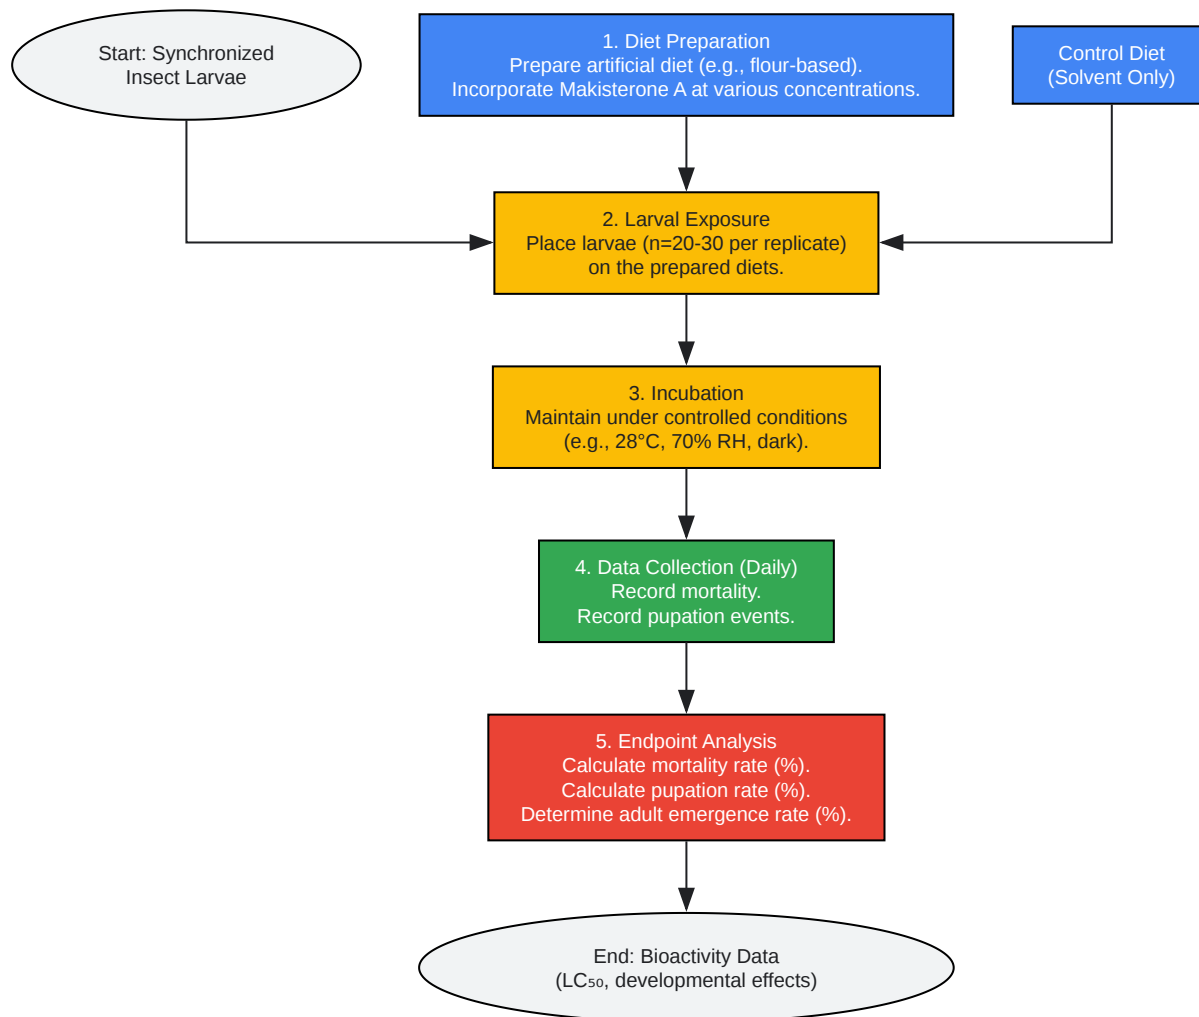 Start: Synchronized
Insect Larvae
1. Diet Preparation
Prepare artificial diet (e.g., flour-based).
Incorporate Makisterone A at various concentrations.
Control Diet
(Solvent Only)
2. Larval Exposure
Place larvae (n=20-30 per replicate)
on the prepared diets.
3. Incubation
Maintain under controlled conditions
(e.g., 28°C, 70% RH, dark).
4. Data Collection (Daily)
Record mortality.
Record pupation events.
5. Endpoint Analysis
Calculate mortality rate (%).
Calculate pupation rate (%).
Determine adult emergence rate (%).
End: Bioactivity Data
(LC₅₀, developmental effects)